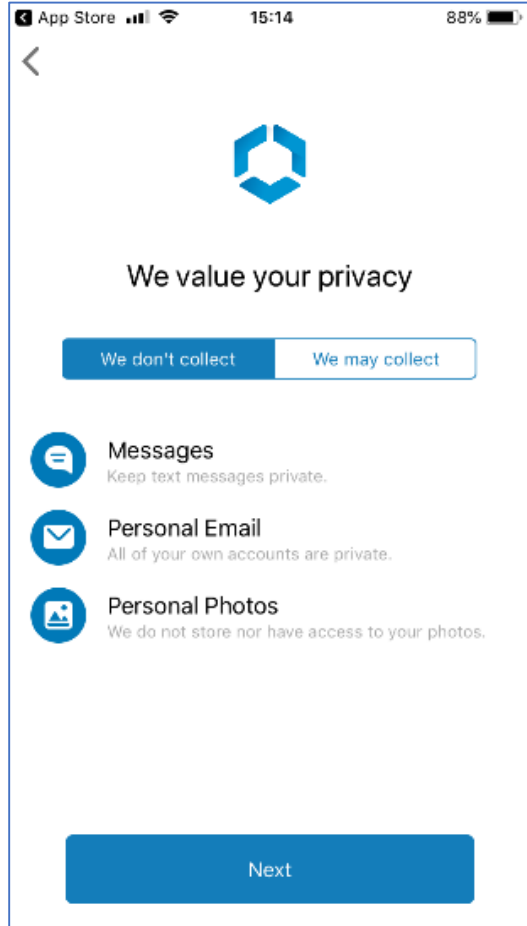 App Store 15:14 88%
We value your privacy
We don't collect We may collect
Messages
Keep text messages private.
Personal Email
All of your own accounts are private.
Personal Photos
We do not store nor have access to your photos.
Next